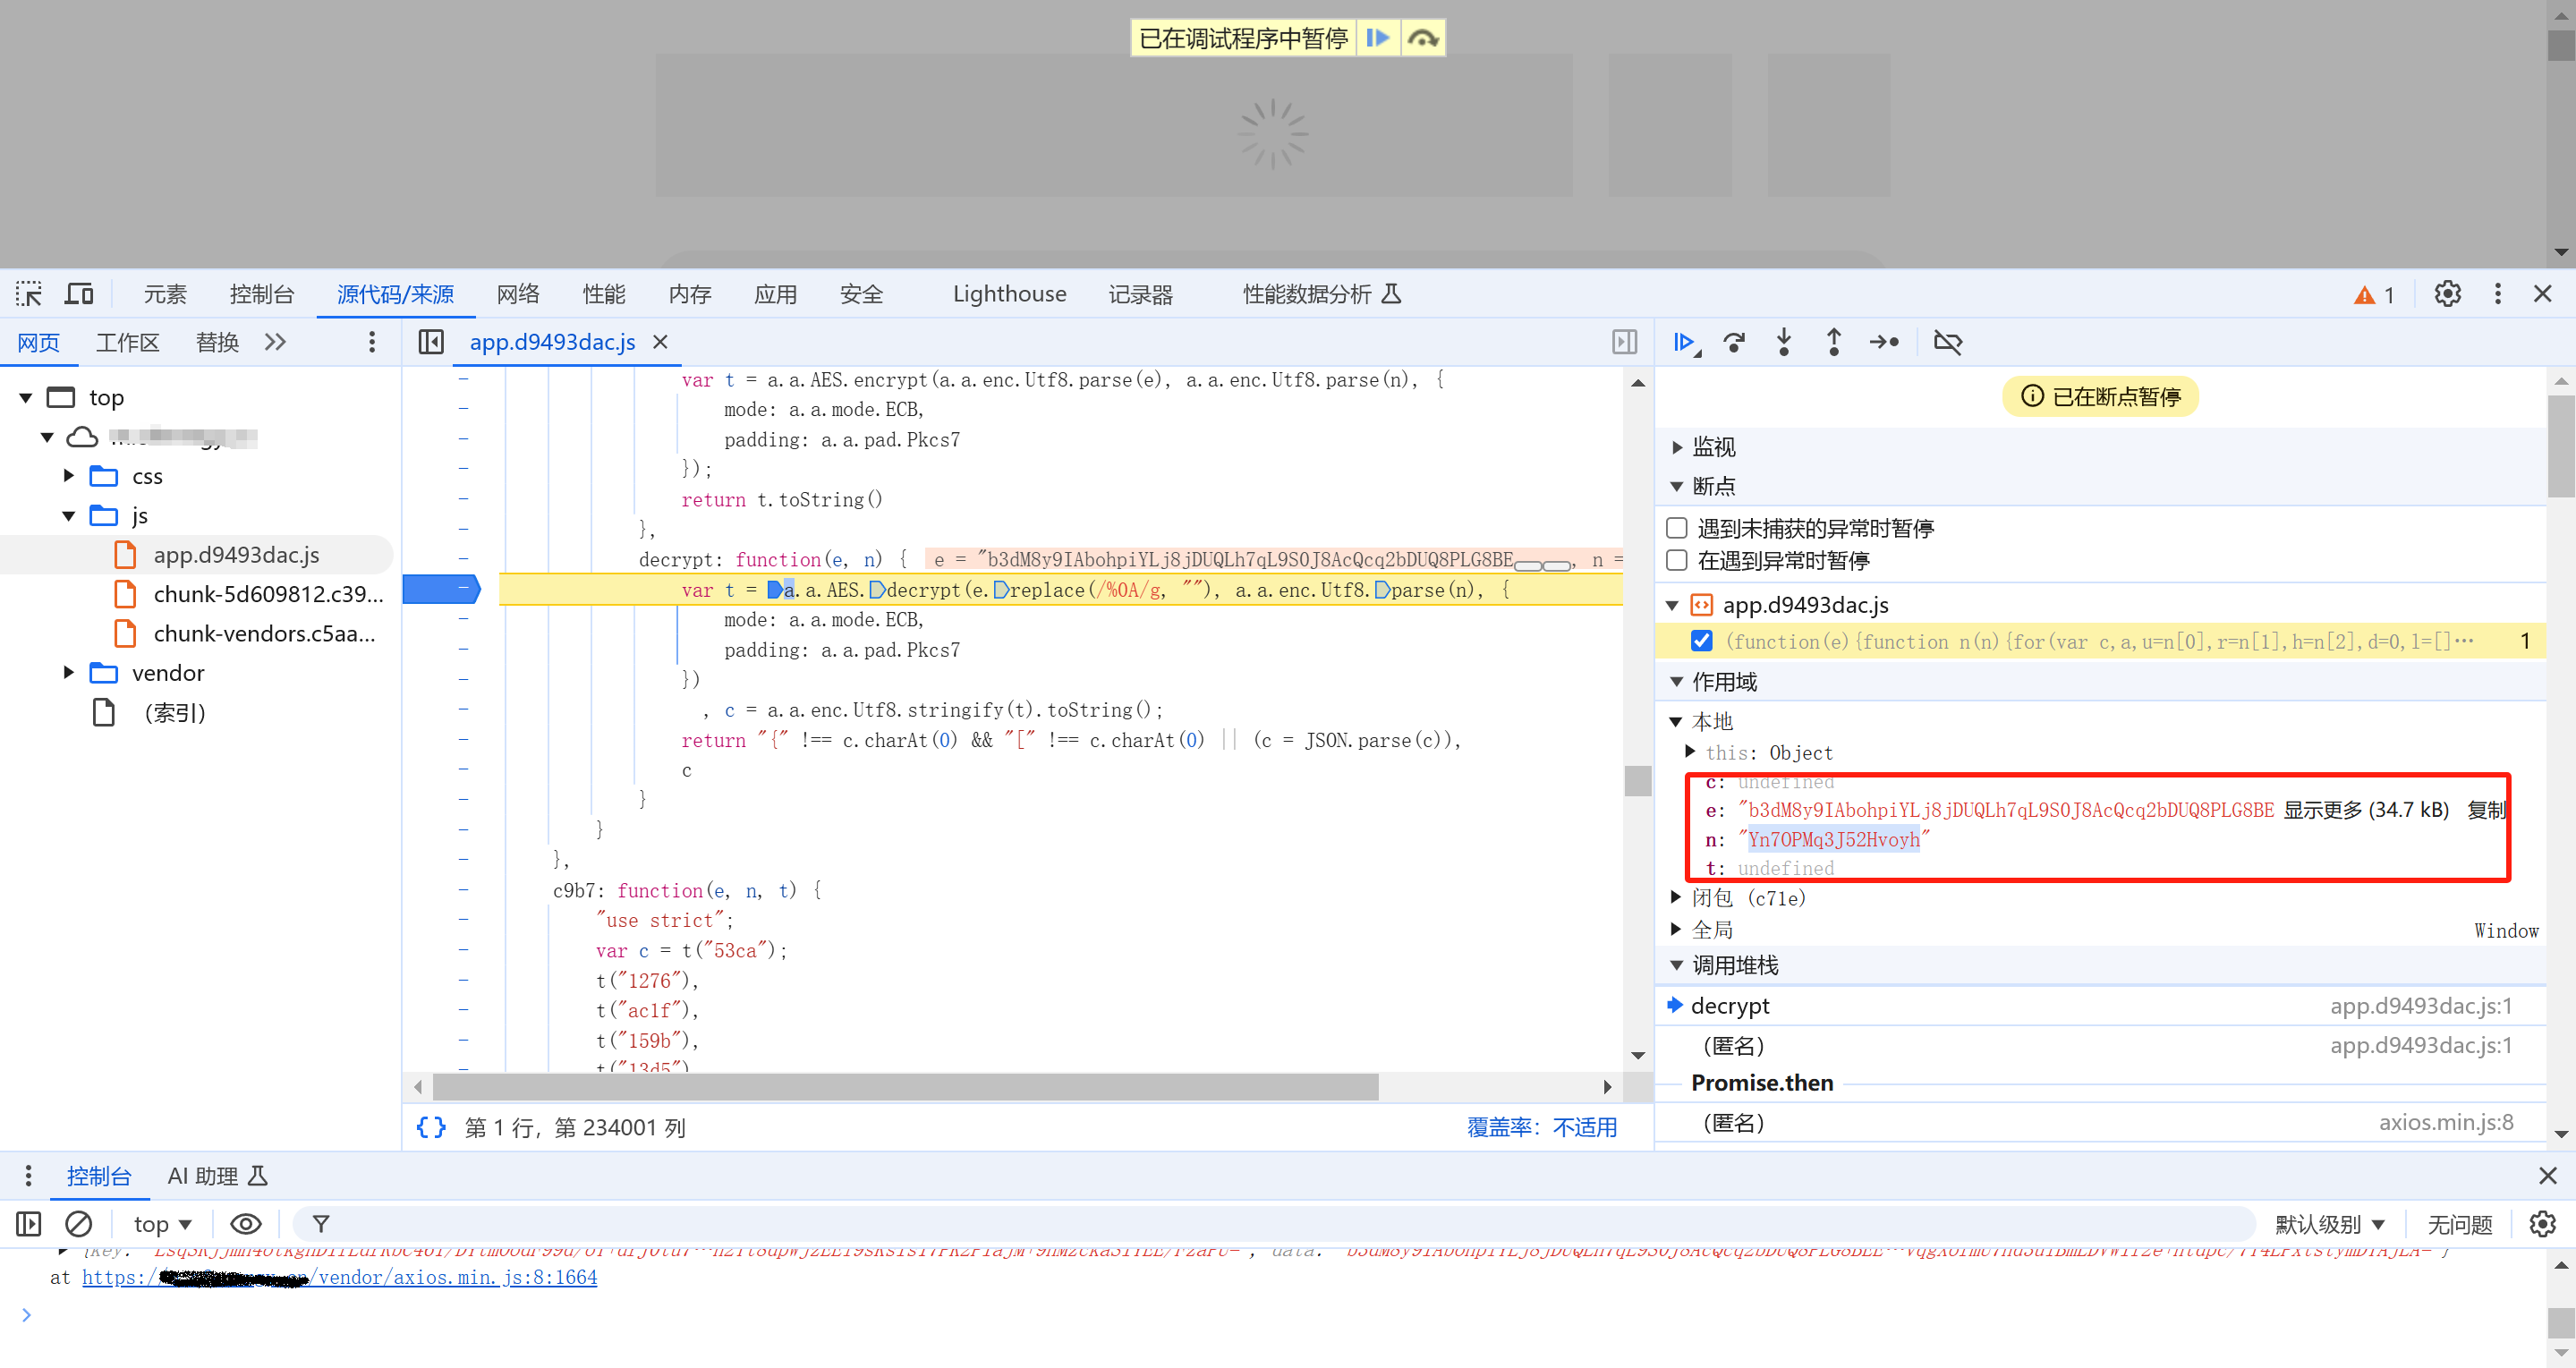 已在调试程序中暂停
元素 控制台 源代码/来源 网络 性能 内存 应用 安全 Lighthouse 记录器 性能数据分析 1
网页 工作区 替换
top
css
js
app.d9493dac.js
chunk-5d609812.c39...
chunk-vendors.c5aa...
vendor
（索引）
app.d9493dac.js
var t = a.a.AES.encrypt(a.a.enc.Utf8.parse(e), a.a.enc.Utf8.parse(n), {
mode: a.a.mode.ECB,
padding: a.a.pad.Pkcs7
});
return t.toString()
},
decrypt: function(e, n) { e = "b3dM8y9IAbohpiYLj8jDUQLh7qL9S0J8AcQcq2bDUQ8PLG8BE , n =
var t = a.a.AES.decrypt(e.replace(/%0A/g, ""), a.a.enc.Utf8.parse(n), {
mode: a.a.mode.ECB,
padding: a.a.pad.Pkcs7
})
, c = a.a.enc.Utf8.stringify(t).toString();
return "{" !== c.charAt(0) && "[" !== c.charAt(0) || (c = JSON.parse(c)),
c
}
}
},
c9b7: function(e, n, t) {
"use strict";
var c = t("53ca");
t("1276"),
t("ac1f"),
t("159b"),
t("13d5")
{} 第 1 行，第 234001 列 覆盖率：不适用
已在断点暂停
监视
断点
遇到未捕获的异常时暂停
在遇到异常时暂停
app.d9493dac.js
(function(e){function n(n){for(var c,a,u=n[0],r=n[1],h=n[2],d=0,l=[]… 1
作用域
本地
this: Object
c: undefined
e: "b3dM8y9IAbohpiYLj8jDUQLh7qL9S0J8AcQcq2bDUQ8PLG8BE 显示更多 (34.7 kB) 复制
n: "Yn7OPMq3J52Hvoyh"
t: undefined
闭包 (c71e)
全局 Window
调用堆栈
decrypt app.d9493dac.js:1
（匿名） app.d9493dac.js:1
Promise.then
（匿名） axios.min.js:8
控制台 AI 助理
top 默认级别 无问题
at https:/ /vendor/axios.min.js:8:1664